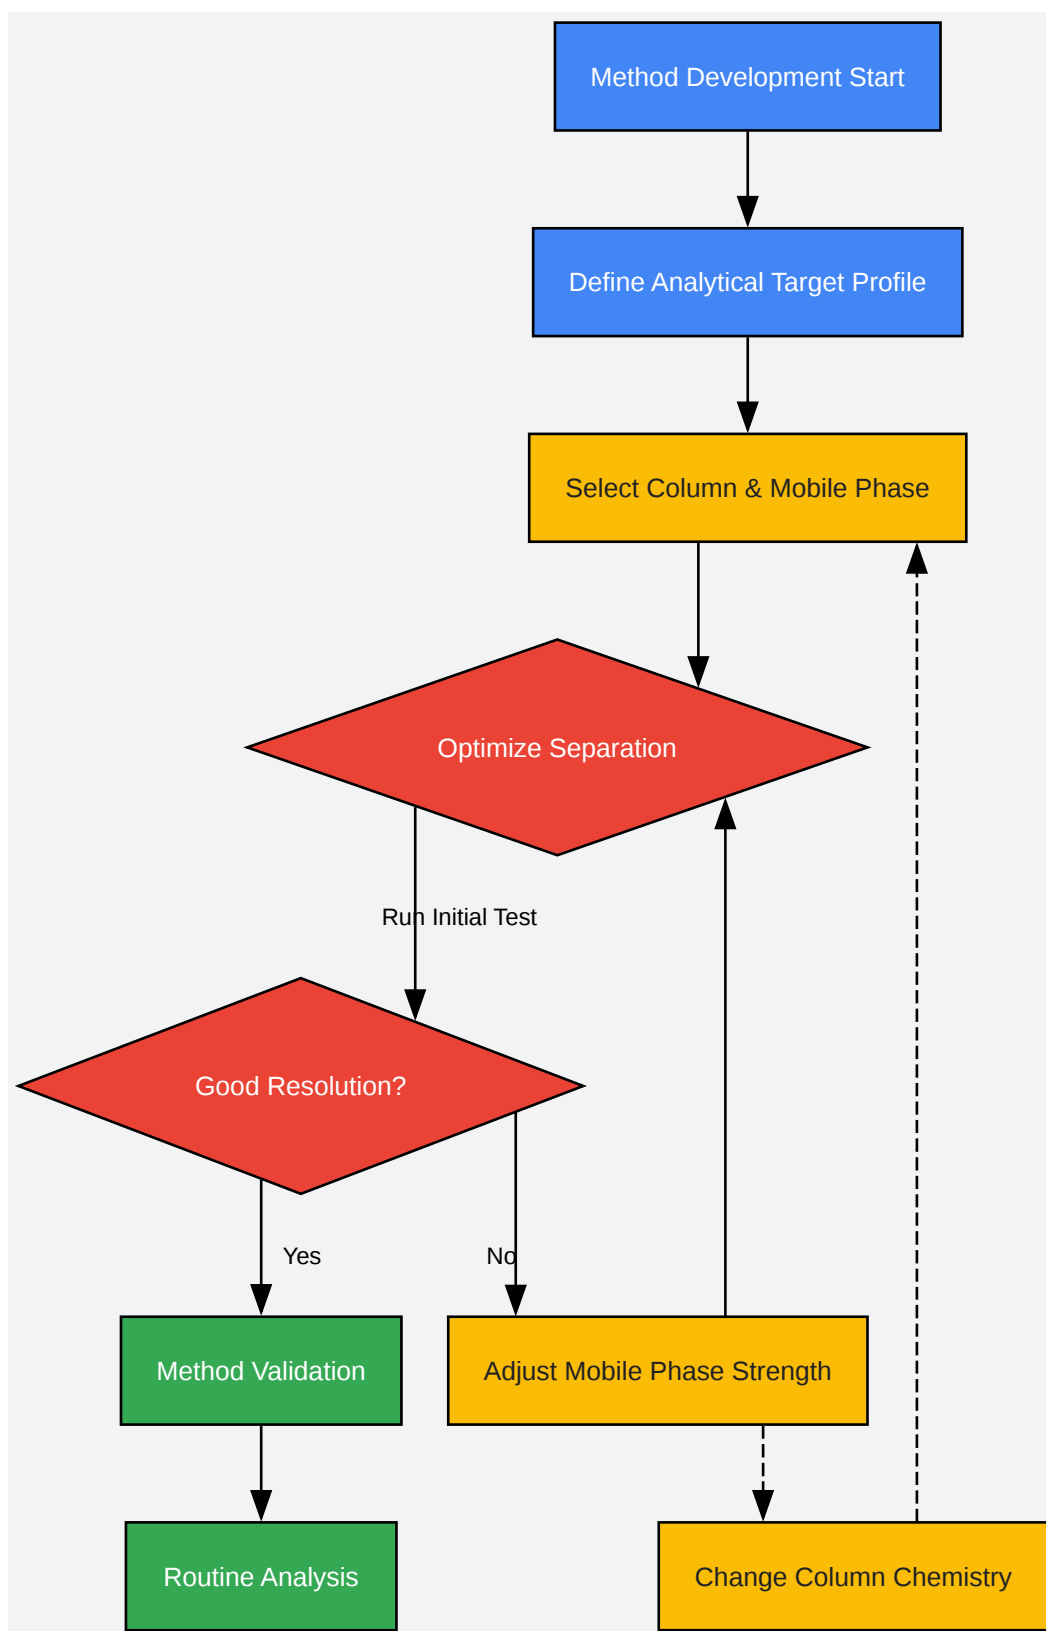 Method Development Start
Define Analytical Target Profile
Select Column & Mobile Phase
Optimize Separation
Run Initial Test
Good Resolution?
Yes
No
Method Validation
Adjust Mobile Phase Strength
Routine Analysis
Change Column Chemistry